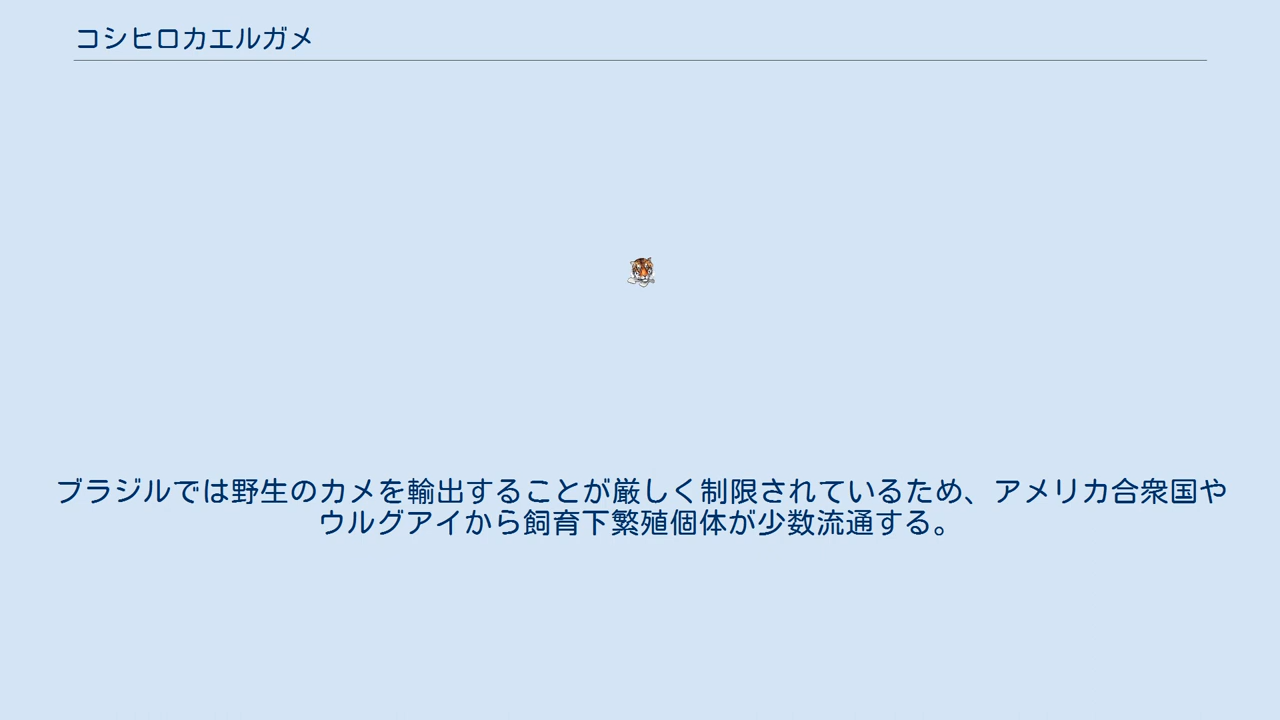 コシヒロカエルガメ
ブラジルでは野生のカメを輸出することが厳しく制限されているため、アメリカ合衆国や
ウルグアイから飼育下繁殖個体が少数流通する。